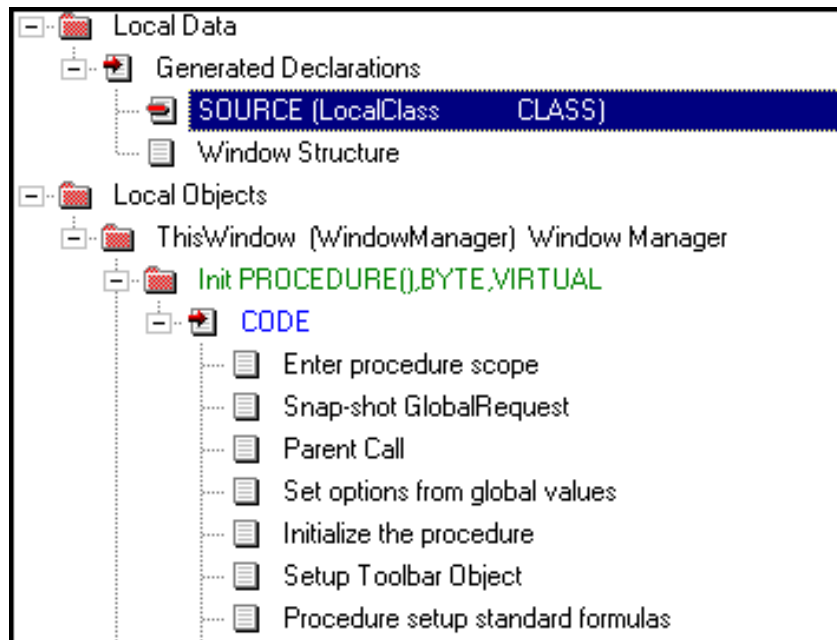 Local Data
Generated Declarations
SOURCE (LocalClass CLASS)
Window Structure
Local Objects
ThisWindow (WindowManager) Window Manager
Init PROCEDURE(),BYTE,VIRTUAL
CODE
Enter procedure scope
Snap-shot GlobalRequest
Parent Call
Set options from global values
Initialize the procedure
Setup Toolbar Object
Procedure setup standard formulas